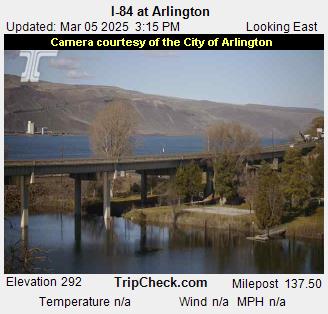 I-84 at Arlington
Updated: Mar 05 2025 3:15 PM Looking East
Camera courtesy of the City of Arlington
Elevation 292 TripCheck.com Milepost 137.50
Temperature n/a Wind n/a MPH n/a